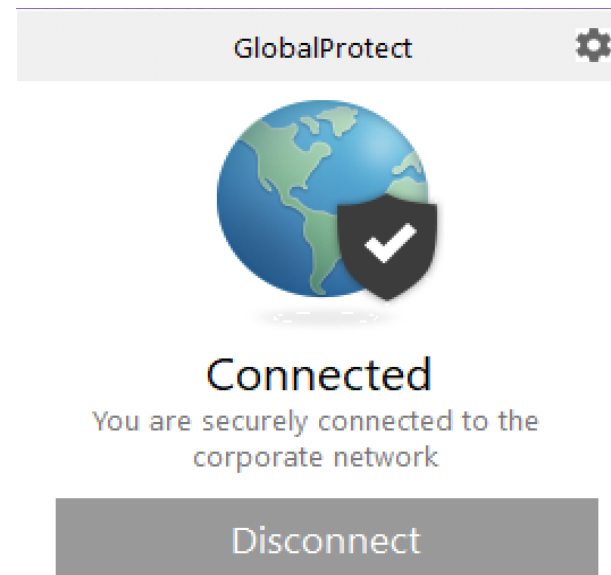 GlobalProtect
Connected
You are securely connected to the
corporate network
Disconnect